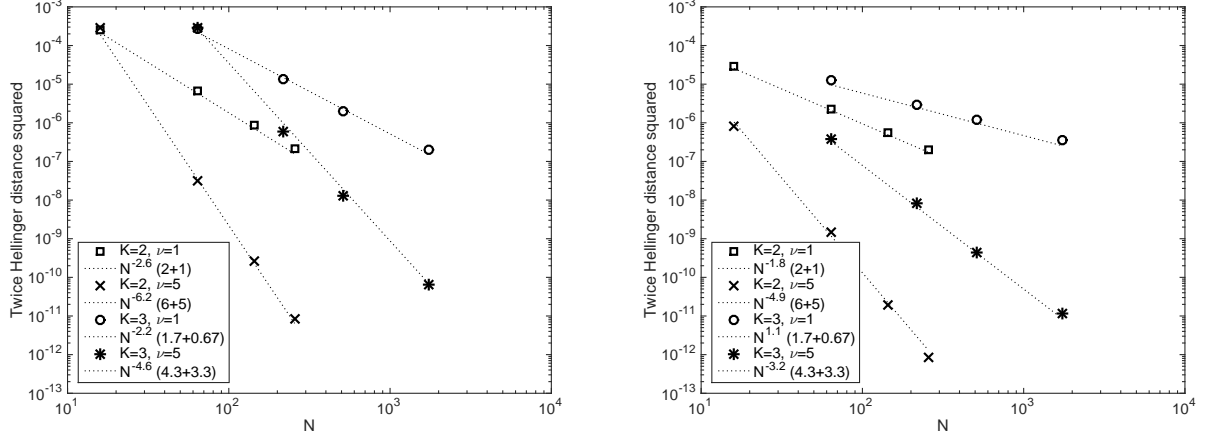 10^-3
10^-4
10^-5
10^-6
10^-7
10^-8
10^-9
10^-10
10^-11
10^-12
10^-13
Twice Hellinger distance squared
K=2, ν=1
N^-2.6 (2+1)
K=2, ν=5
N^-6.2 (6+5)
K=3, ν=1
N^-2.2 (1.7+0.67)
K=3, ν=5
N^-4.6 (4.3+3.3)
10^1 10^2 10^3 10^4
N
10^-3
10^-4
10^-5
10^-6
10^-7
10^-8
10^-9
10^-10
10^-11
10^-12
10^-13
Twice Hellinger distance squared
K=2, ν=1
N^-1.8 (2+1)
K=2, ν=5
N^-4.9 (6+5)
K=3, ν=1
N^1.1 (1.7+0.67)
K=3, ν=5
N^-3.2 (4.3+3.3)
10^1 10^2 10^3 10^4
N